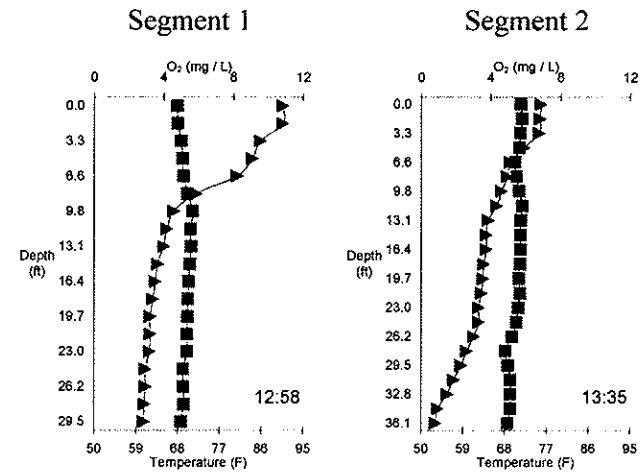 Segment 1
O₂ (mg / L)
0 4 8 12
0.0
3.3
6.6
9.8
13.1
16.4
19.7
23.0
26.2
29.5
Depth
(ft)
12:58
50 59 68 77 86 95
Temperature (F)
Segment 2
O₂ (mg / L)
0 4 8 12
0.0
3.3
6.6
9.8
13.1
16.4
19.7
23.0
26.2
29.5
32.8
36.1
Depth
(ft)
13:35
50 59 68 77 86 95
Temperature (F)